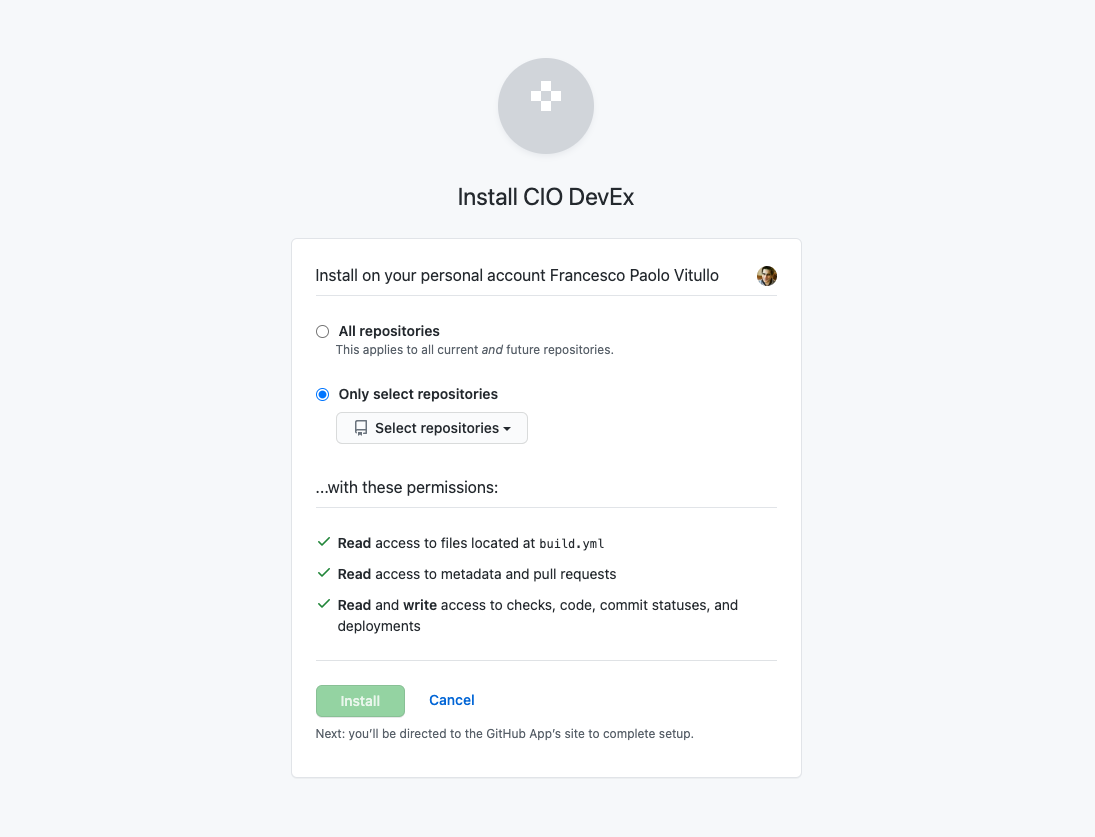 Install CIO DevEx
Install on your personal account Francesco Paolo Vitullo
All repositories
This applies to all current and future repositories.
Only select repositories
Select repositories
...with these permissions:
Read access to files located at build.yml
Read access to metadata and pull requests
Read and write access to checks, code, commit statuses, and
deployments
Install Cancel
Next: you'll be directed to the GitHub App's site to complete setup.